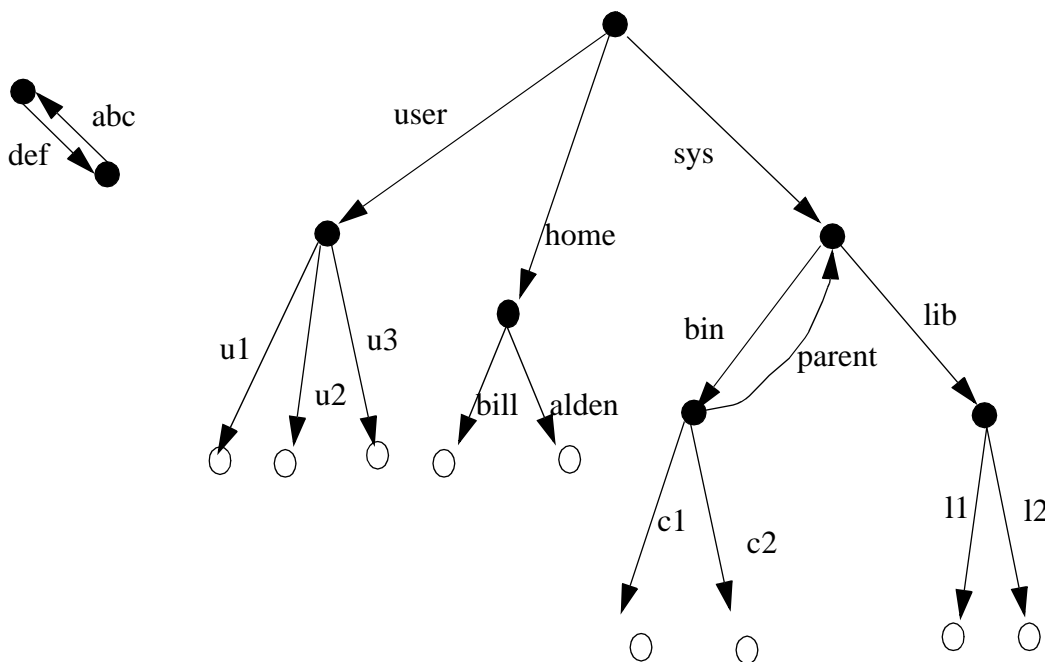 user
abc
def
sys
home
bin
lib
u1
u3
parent
u2
bill
alden
c1
c2
l1
l2